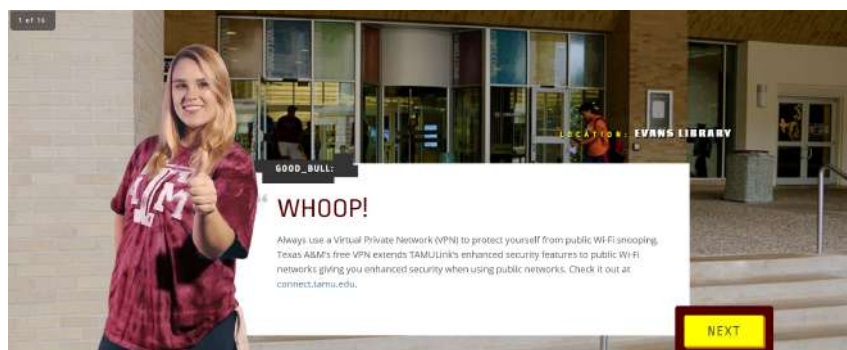 1 of 16
LOCATION: EVANS LIBRARY
GOOD_BULL:
WHOOP!
Always use a Virtual Private Network (VPN) to protect yourself from public Wi-Fi snooping.
Texas A&M's free VPN extends TAMULink's enhanced security features to public Wi-Fi
networks giving you enhanced security when using public networks. Check it out at
connect.tamu.edu.
A M
NEXT